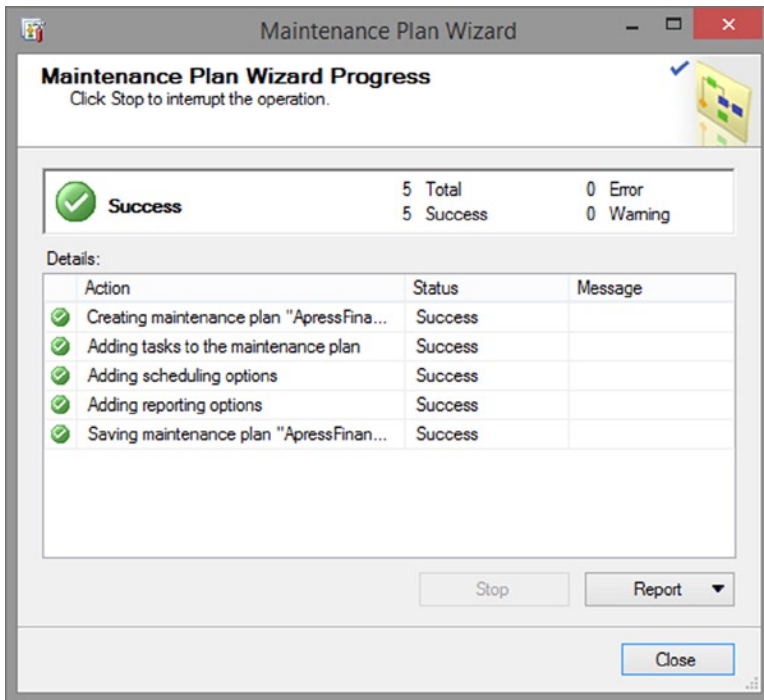 Maintenance Plan Wizard
Maintenance Plan Wizard Progress
Click Stop to interrupt the operation.
Success
5 Total 0 Error
5 Success 0 Warning
Details:
Action Status Message
Creating maintenance plan "ApressFina... Success
Adding tasks to the maintenance plan Success
Adding scheduling options Success
Adding reporting options Success
Saving maintenance plan "ApressFinan... Success
Stop Report
Close